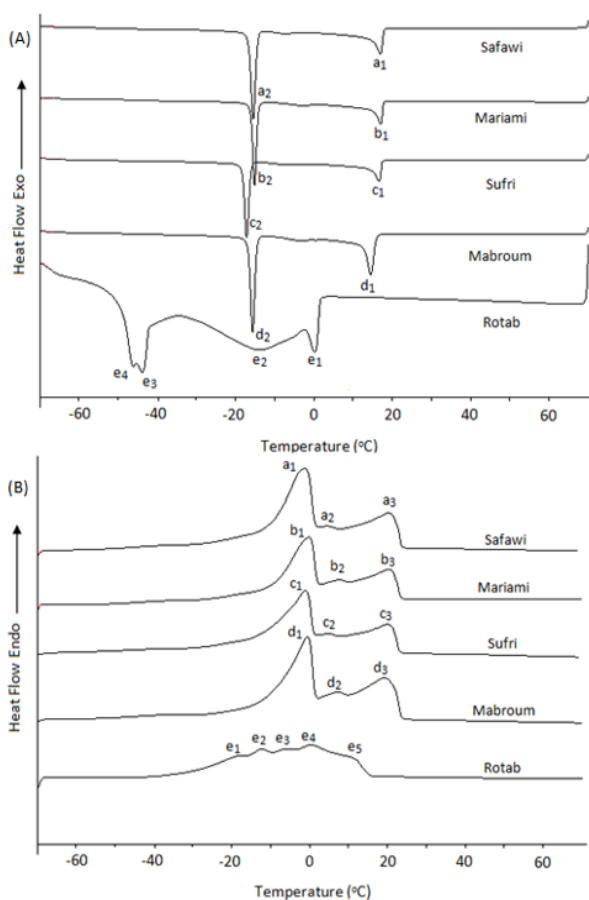 (A)
Safawi
a1
a2
Mariami
b1
b2
Sufri
c1
c2
Mabroum
d1
d2
Rotab
e2
e1
e4
e3
Heat Flow Exo
-60
-40
-20
0
20
40
60
Temperature (°C)
(B)
a1
a2
a3
Safawi
b1
b2
b3
Mariami
c1
c2
c3
Sufri
d1
d2
d3
Mabroum
e1
e2
e3
e4
e5
Rotab
Heat Flow Endo
-60
-40
-20
0
20
40
60
Temperature (°C)